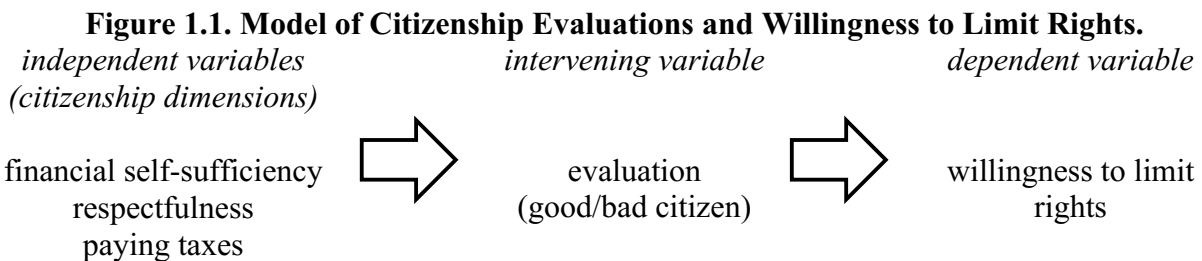 Figure 1.1. Model of Citizenship Evaluations and Willingness to Limit Rights.
independent variables
(citizenship dimensions)
financial self-sufficiency
respectfulness
paying taxes
intervening variable
evaluation
(good/bad citizen)
dependent variable
willingness to limit
rights